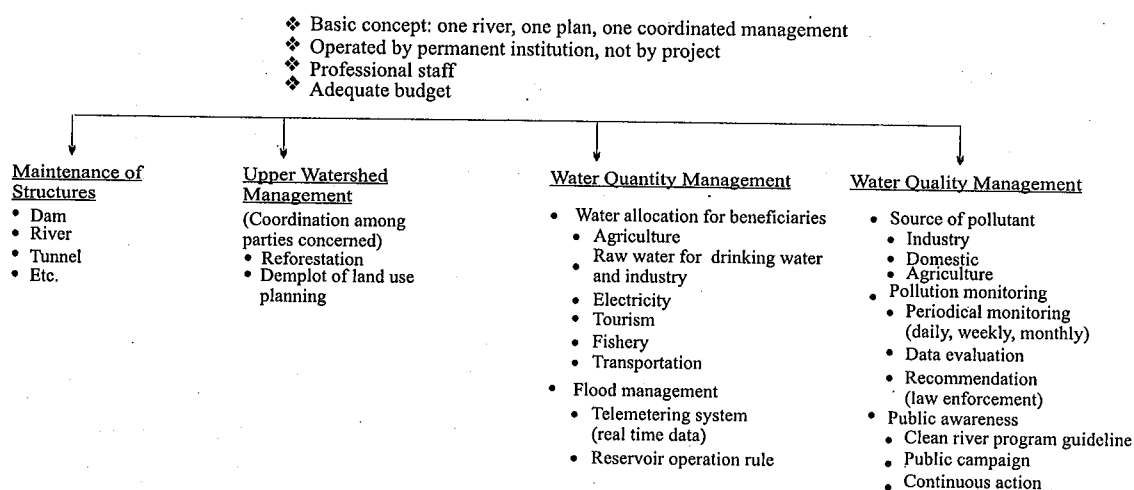 ❖ Basic concept: one river, one plan, one coordinated management
❖ Operated by permanent institution, not by project
❖ Professional staff
❖ Adequate budget
Maintenance of
Structures
• Dam
• River
• Tunnel
• Etc.
Upper Watershed
Management
(Coordination among
parties concerned)
• Reforestation
• Demplot of land use
planning
Water Quantity Management
• Water allocation for beneficiaries
• Agriculture
• Raw water for drinking water
and industry
• Electricity
• Tourism
• Fishery
• Transportation
• Flood management
• Telemetering system
(real time data)
• Reservoir operation rule
Water Quality Management
• Source of pollutant
• Industry
• Domestic
• Agriculture
• Pollution monitoring
• Periodical monitoring
(daily, weekly, monthly)
• Data evaluation
• Recommendation
(law enforcement)
• Public awareness
• Clean river program guideline
• Public campaign
• Continuous action